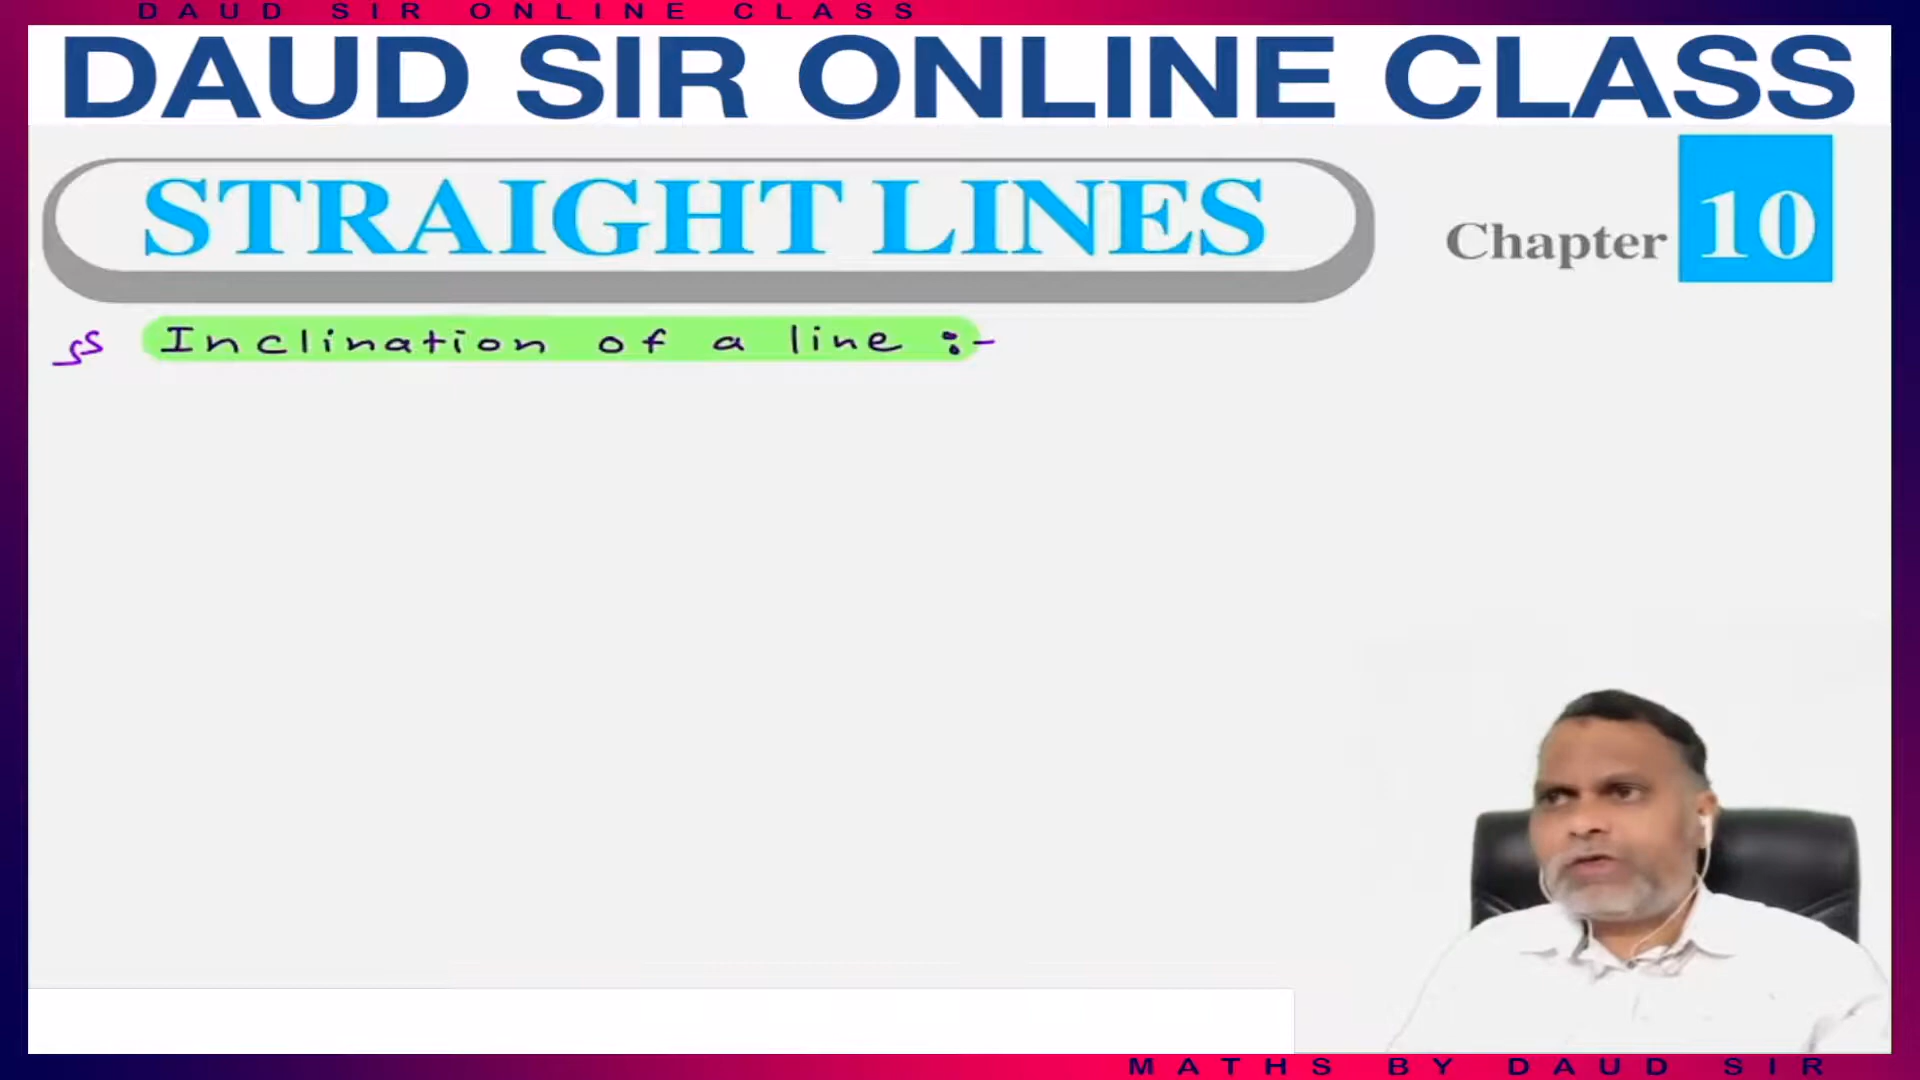 DAUD SIR ONLINE CLASS
DAUD SIR ONLINE CLASS
STRAIGHT LINES
Chapter 10
Inclination of a line :-
MATHS BY DAUD SIR